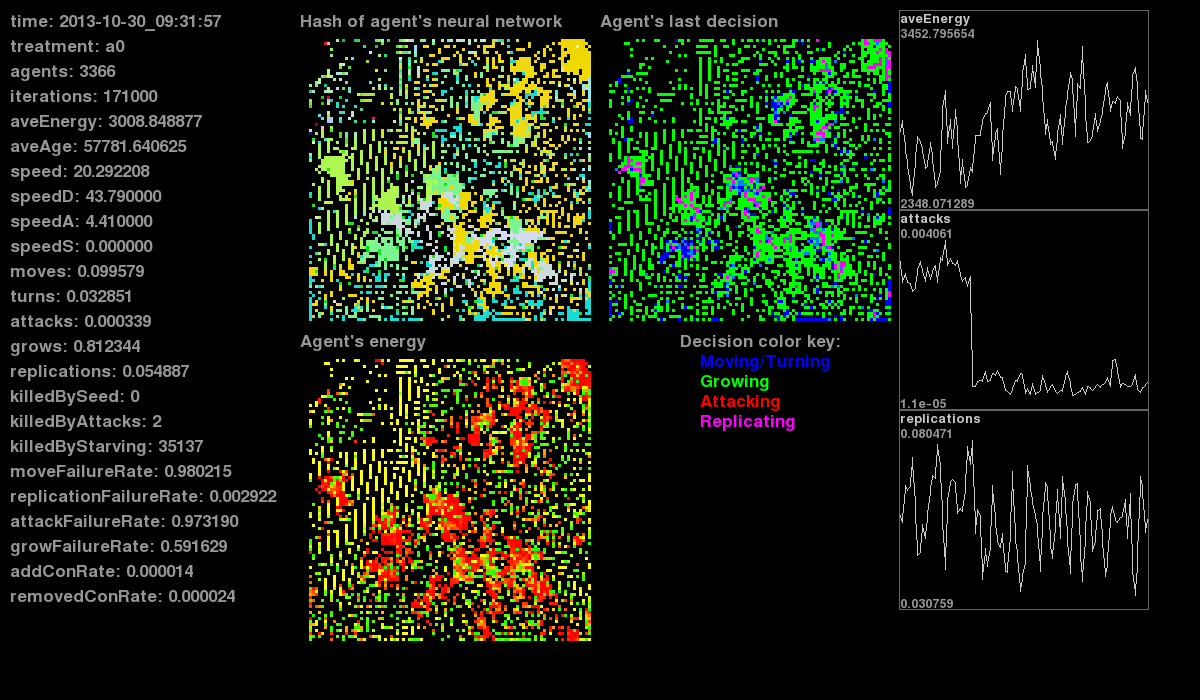 time: 2013-10-30_09:31:57
treatment: a0
agents: 3366
iterations: 171000
aveEnergy: 3008.848877
aveAge: 57781.640625
speed: 20.292208
speedD: 43.790000
speedA: 4.410000
speedS: 0.000000
moves: 0.099579
turns: 0.032851
attacks: 0.000339
grows: 0.812344
replications: 0.054887
killedBySeed: 0
killedByAttacks: 2
killedByStarving: 35137
moveFailureRate: 0.980215
replicationFailureRate: 0.002922
attackFailureRate: 0.973190
growFailureRate: 0.591629
addConRate: 0.000014
removedConRate: 0.000024
Hash of agent's neural network
Agent's last decision
Agent's energy
Decision color key:
Moving/Turning
Growing
Attacking
Replicating
aveEnergy
3452.795654
2348.071289
attacks
0.004061
1.1e-05
replications
0.080471
0.030759